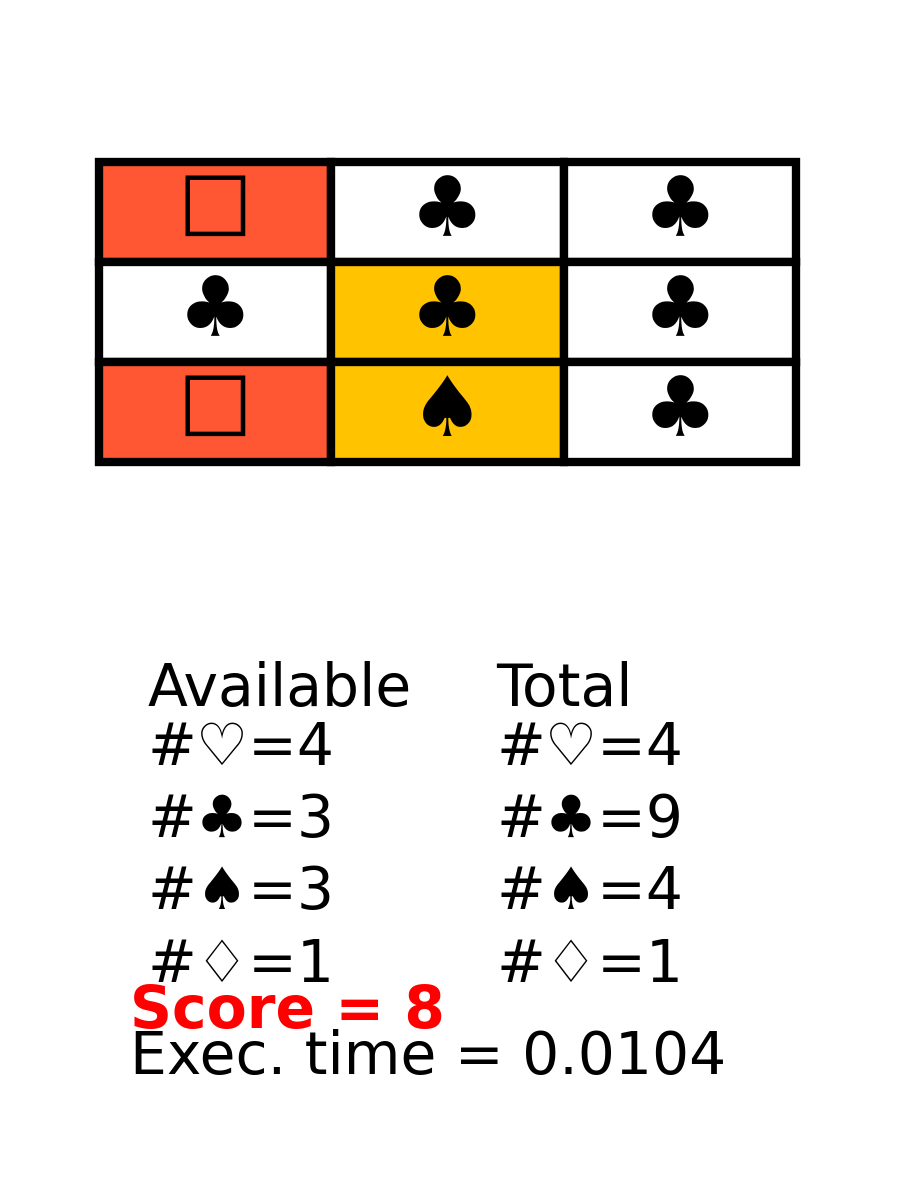 □ ♣ ♣
♣ ♣ ♣
□ ♠ ♣
Available Total
#♡=4 #♡=4
#♣=3 #♣=9
#♠=3 #♠=4
#♢=1 #♢=1
Score = 8
Exec. time = 0.0104